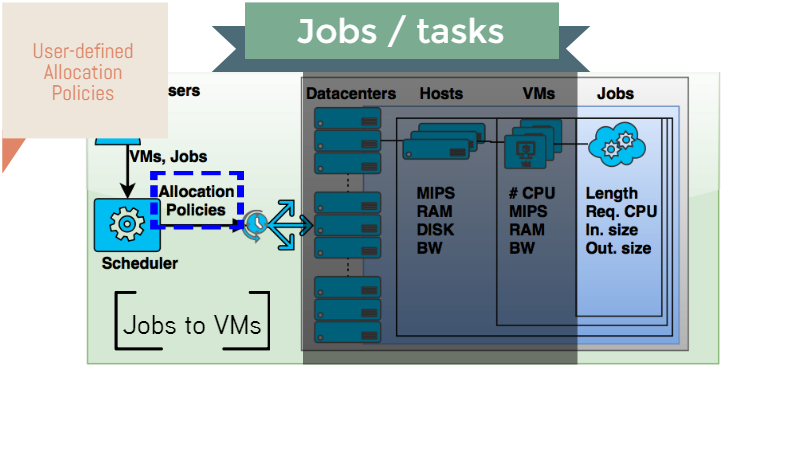 Jobs / tasks
User-defined
Allocation
Policies
sers
Datacenters
Hosts
VMs
Jobs
VMs, Jobs
Allocation
Policies
Scheduler
MIPS
RAM
DISK
BW
# CPU
MIPS
RAM
BW
Length
Req. CPU
In. size
Out. size
Jobs to VMs